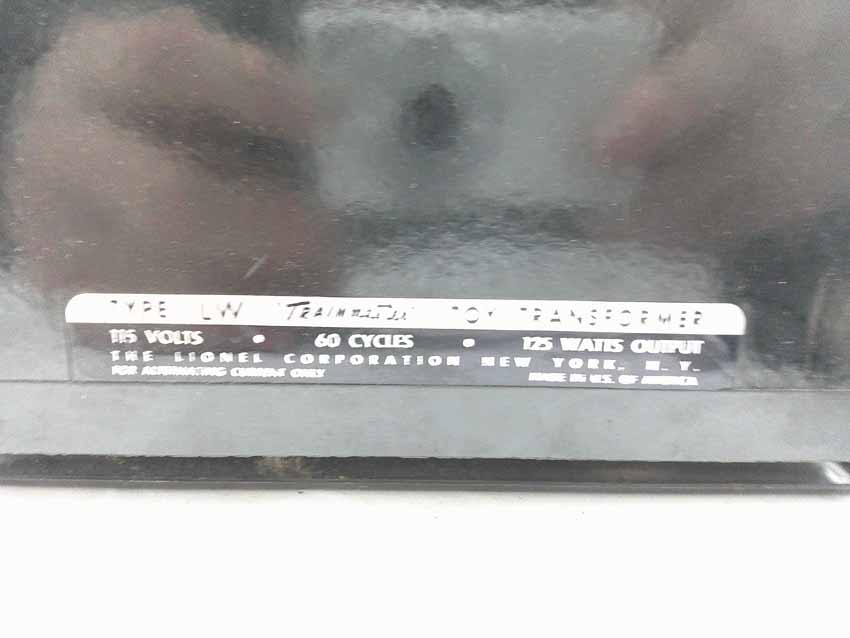 TYPE LW "Trainmaster" TOY TRANSFORMER
115 VOLTS • 60 CYCLES • 125 WATTS OUTPUT
THE LIONEL CORPORATION NEW YORK, N. Y.
FOR ALTERNATING CURRENT ONLY MADE IN U.S. OF AMERICA